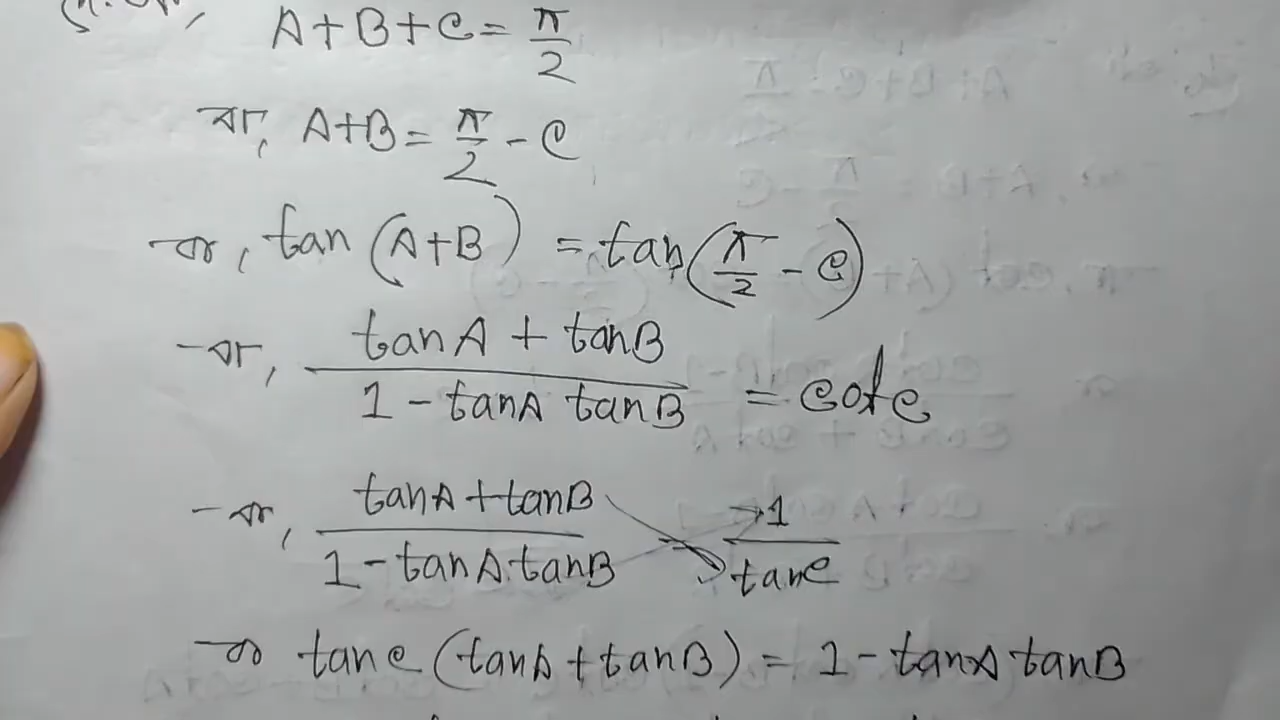 A+B+C = π/2
বা, A+B = π/2 - C
বা, tan (A+B) = tan (π/2 - C)
বা, (tanA + tanB)/(1 - tanA tanB) = cotC
বা, (tanA + tanB)/(1 - tanA.tanB) = 1/tanC
বা tanC (tanA + tanB) = 1 - tanA tanB